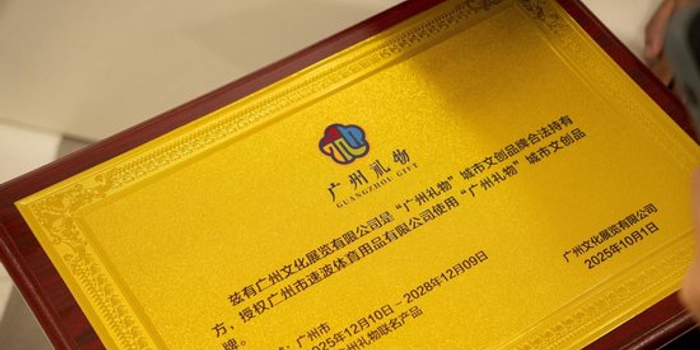 广州礼物
GUANGZHOU GIFT
兹有广州文化展览有限公司是“广州礼物”城市文创品牌合法持有
方，授权广州市速波体育用品有限公司使用“广州礼物”城市文创品
牌。
：广州市
2025年12月10日－2028年12月09日
广州礼物联名产品
广州文化展览有限公司
2025年10月1日